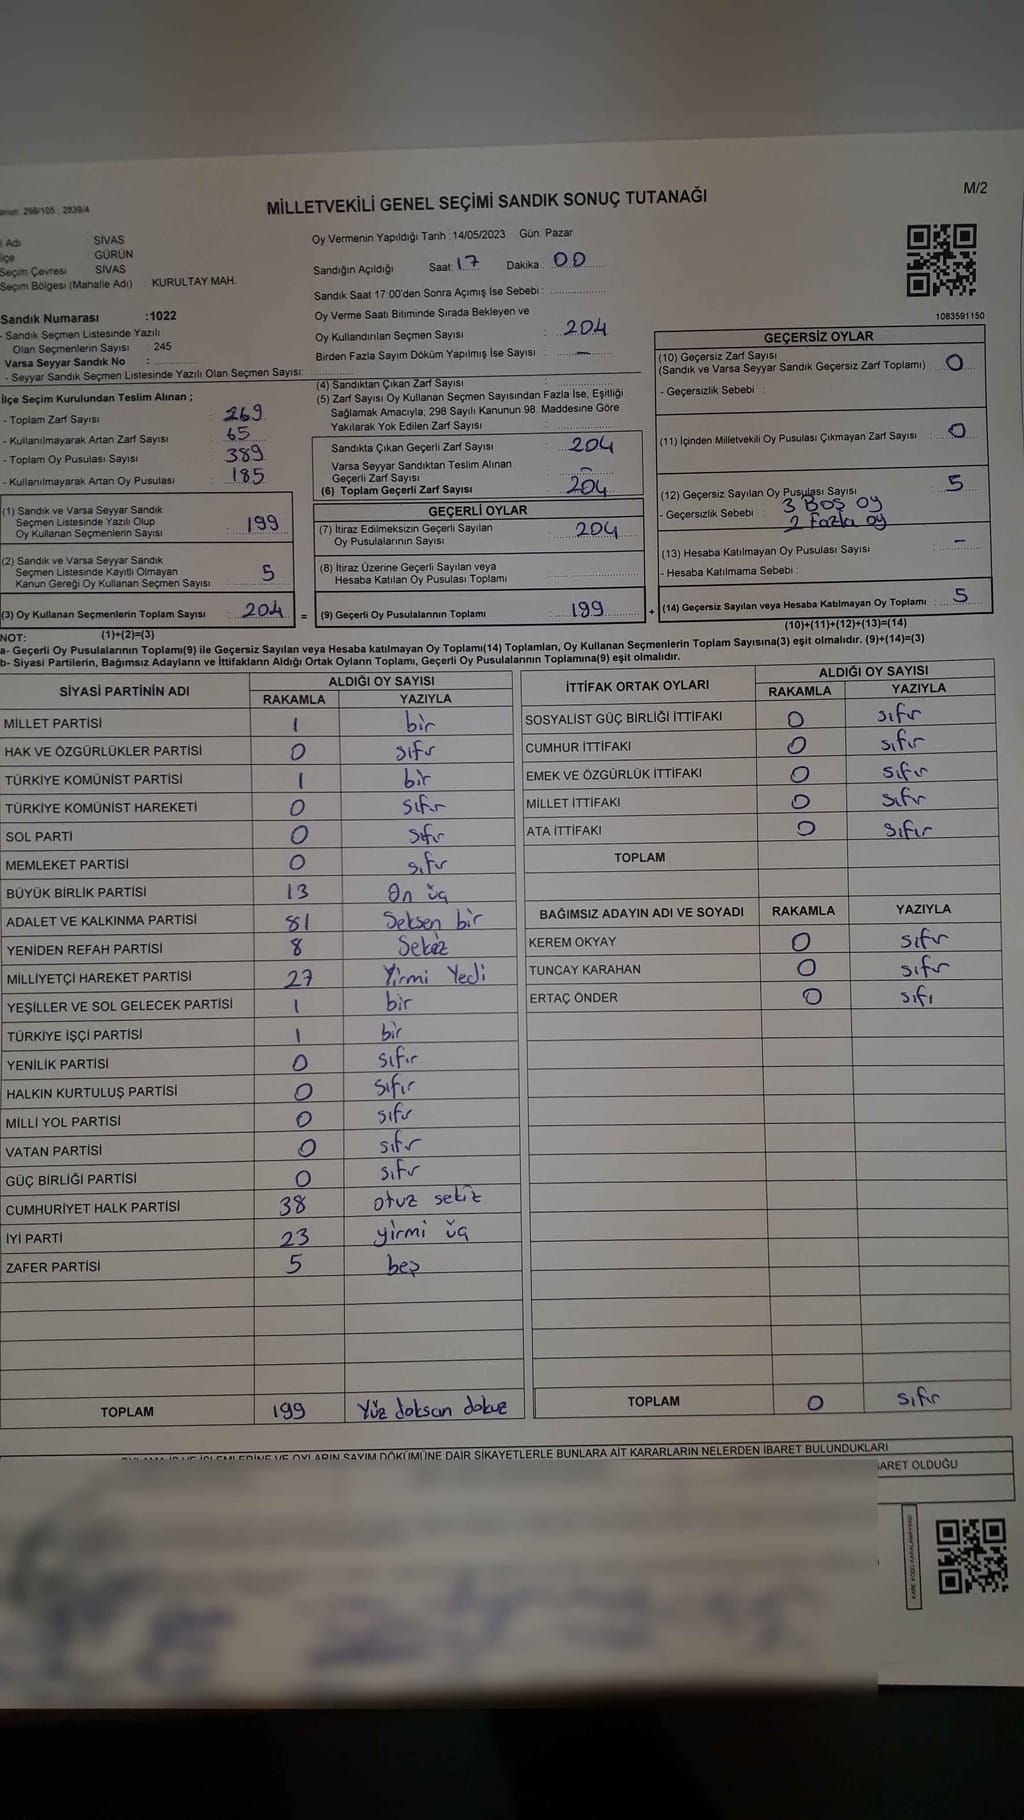 M/2
298/105 , 2839/4
MİLLETVEKİLİ GENEL SEÇİMİ SANDIK SONUÇ TUTANAĞI
Adı SİVAS
GÜRÜN
Seçim Çevresi SİVAS
Seçim Bölgesi (Mahalle Adı) : KURULTAY MAH.
Sandık Numarası :1022
- Sandık Seçmen Listesinde Yazılı
Olan Seçmenlerin Sayısı : 245
Varsa Seyyar Sandık No :
- Seyyar Sandık Seçmen Listesinde Yazılı Olan Seçmen Sayısı:
Oy Vermenin Yapıldığı Tarih :14/05/2023 Gün: Pazar
Sandığın Açıldığı Saat: 17 Dakika : 00
Sandık Saat 17:00'den Sonra Açımış İse Sebebi :
Oy Verme Saati Bitiminde Sırada Bekleyen ve
Oy Kullandırılan Seçmen Sayısı : 204
Birden Fazla Sayım Döküm Yapılmış İse Sayısı : –
1083591150
İlçe Seçim Kurulundan Teslim Alınan ;
- Toplam Zarf Sayısı : 269
- Kullanılmayarak Artan Zarf Sayısı : 65
- Toplam Oy Pusulası Sayısı : 389
- Kullanılmayarak Artan Oy Pusulası : 185
(1) Sandık ve Varsa Seyyar Sandık
Seçmen Listesinde Yazılı Olup
Oy Kullanan Seçmenlerin Sayısı : 199
(2) Sandık ve Varsa Seyyar Sandık
Seçmen Listesinde Kayıtlı Olmayan
Kanun Gereği Oy Kullanan Seçmen Sayısı : 5
(3) Oy Kullanan Seçmenlerin Toplam Sayısı : 204 =
(4) Sandıktan Çıkan Zarf Sayısı :
(5) Zarf Sayısı Oy Kullanan Seçmen Sayısından Fazla İse, Eşitliği
Sağlamak Amacıyla; 298 Sayılı Kanunun 98. Maddesine Göre
Yakılarak Yok Edilen Zarf Sayısı :
Sandıkta Çıkan Geçerli Zarf Sayısı : 204
Varsa Seyyar Sandıktan Teslim Alınan
Geçerli Zarf Sayısı : –
(6) Toplam Geçerli Zarf Sayısı : 204
GEÇERLİ OYLAR
(7) İtiraz Edilmeksizin Geçerli Sayılan
Oy Pusulalarının Sayısı : 204
(8) İtiraz Üzerine Geçerli Sayılan veya
Hesaba Katılan Oy Pusulası Toplamı :
(9) Geçerli Oy Pusulalarının Toplamı : 199 +
GEÇERSİZ OYLAR
(10) Geçersiz Zarf Sayısı
(Sandık ve Varsa Seyyar Sandık Geçersiz Zarf Toplamı) : 0
- Geçersizlik Sebebi :
(11) İçinden Milletvekili Oy Pusulası Çıkmayan Zarf Sayısı : 0
(12) Geçersiz Sayılan Oy Pusulası Sayısı : 5
- Geçersizlik Sebebi : 3 Boş oy
2 Fazla oy
(13) Hesaba Katılmayan Oy Pusulası Sayısı : –
- Hesaba Katılmama Sebebi :
(14) Geçersiz Sayılan veya Hesaba Katılmayan Oy Toplamı : 5
NOT: (1)+(2)=(3)
(10)+(11)+(12)+(13)=(14)
a- Geçerli Oy Pusulalarının Toplamı(9) ile Geçersiz Sayılan veya Hesaba katılmayan Oy Toplamı(14) Toplamları, Oy Kullanan Seçmenlerin Toplam Sayısına(3) eşit olmalıdır. (9)+(14)=(3)
b- Siyasi Partilerin, Bağımsız Adayların ve İttifakların Aldığı Ortak Oyların Toplamı, Geçerli Oy Pusulalarının Toplamına(9) eşit olmalıdır.
SİYASİ PARTİNİN ADI ALDIĞI OY SAYISI
RAKAMLA YAZIYLA
MİLLET PARTİSİ 1 bir
HAK VE ÖZGÜRLÜKLER PARTİSİ 0 sıfır
TÜRKİYE KOMÜNİST PARTİSİ 1 bir
TÜRKİYE KOMÜNİST HAREKETİ 0 sıfır
SOL PARTİ 0 sıfır
MEMLEKET PARTİSİ 0 sıfır
BÜYÜK BİRLİK PARTİSİ 13 On üç
ADALET VE KALKINMA PARTİSİ 81 Seksen bir
YENİDEN REFAH PARTİSİ 8 Sekiz
MİLLİYETÇİ HAREKET PARTİSİ 27 Yirmi Yedi
YEŞİLLER VE SOL GELECEK PARTİSİ 1 bir
TÜRKİYE İŞÇİ PARTİSİ 1 bir
YENİLİK PARTİSİ 0 sıfır
HALKIN KURTULUŞ PARTİSİ 0 sıfır
MİLLİ YOL PARTİSİ 0 sıfır
VATAN PARTİSİ 0 sıfır
GÜÇ BİRLİĞİ PARTİSİ 0 sıfır
CUMHURİYET HALK PARTİSİ 38 otuz sekiz
İYİ PARTİ 23 yirmi üç
ZAFER PARTİSİ 5 beş
TOPLAM 199 Yüz doksan dokuz
İTTİFAK ORTAK OYLARI ALDIĞI OY SAYISI
RAKAMLA YAZIYLA
SOSYALİST GÜÇ BİRLİĞİ İTTİFAKI 0 sıfır
CUMHUR İTTİFAKI 0 sıfır
EMEK VE ÖZGÜRLÜK İTTİFAKI 0 sıfır
MİLLET İTTİFAKI 0 sıfır
ATA İTTİFAKI 0 sıfır
TOPLAM
BAĞIMSIZ ADAYIN ADI VE SOYADI RAKAMLA YAZIYLA
KEREM OKYAY 0 sıfır
TUNCAY KARAHAN 0 sıfır
ERTAÇ ÖNDER 0 sıfı
TOPLAM 0 sıfır
VE OYLARIN SAYIM DÖKÜMÜNE DAİR ŞİKAYETLERLE BUNLARA AİT KARARLARIN NELERDEN İBARET BULUNDUKLARI
OLDUĞU